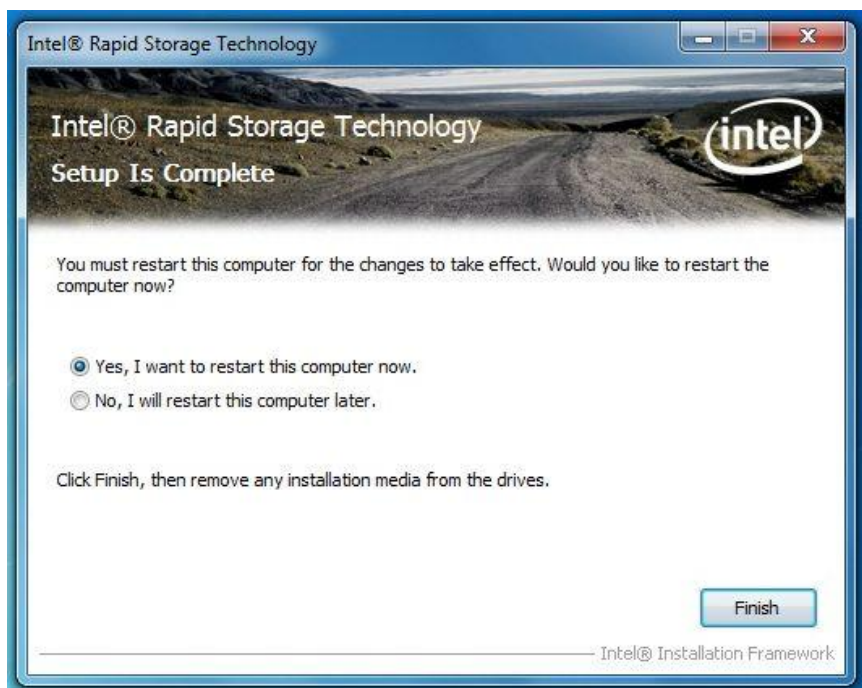 Intel® Rapid Storage Technology
Intel® Rapid Storage Technology
intel
Setup Is Complete
You must restart this computer for the changes to take effect. Would you like to restart the
computer now?
Yes, I want to restart this computer now.
No, I will restart this computer later.
Click Finish, then remove any installation media from the drives.
Finish
Intel® Installation Framework